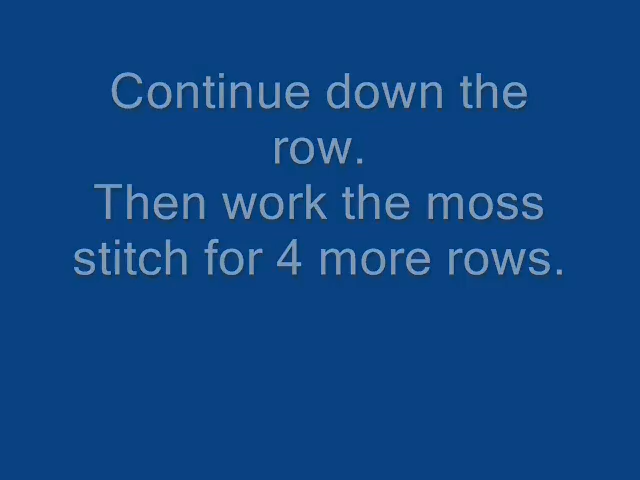 Continue down the
row.
Then work the moss
stitch for 4 more rows.